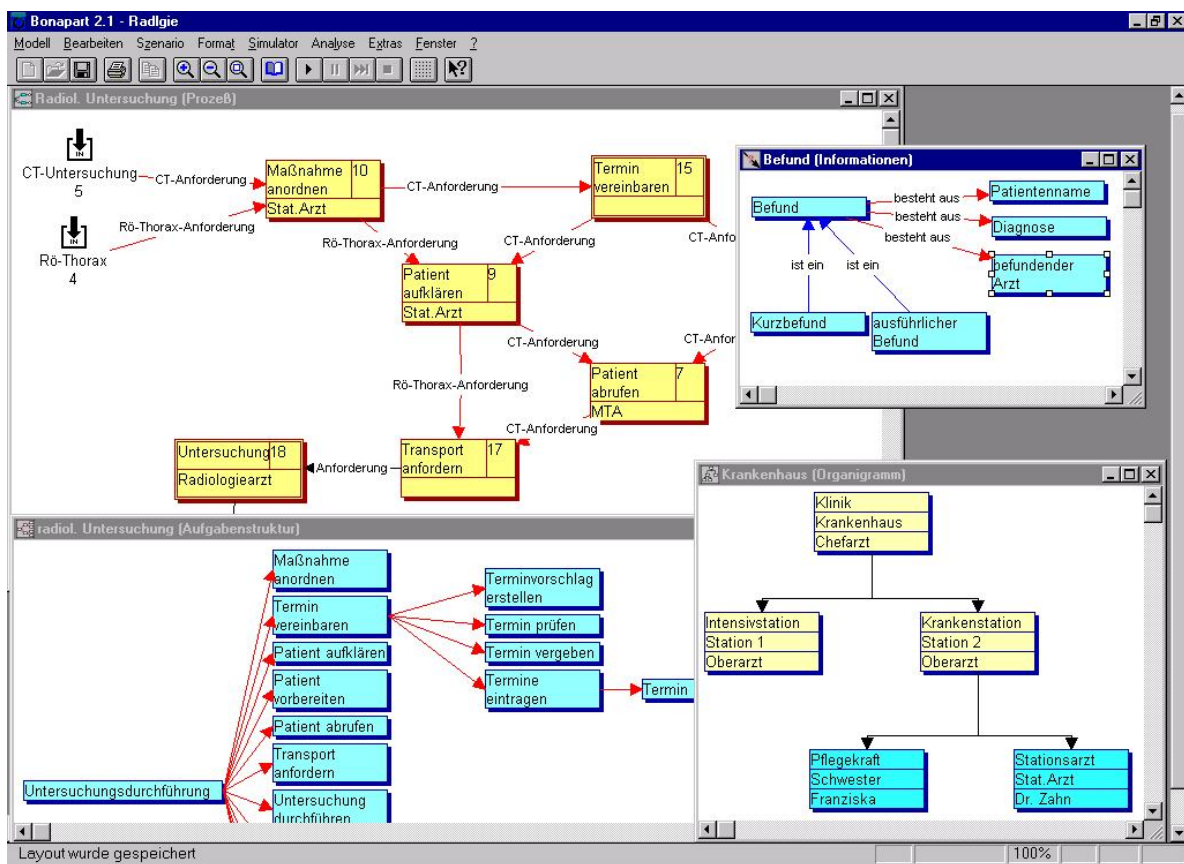 Bonapart 2.1 - Radlgie
Modell Bearbeiten Szenario Format Simulator Analyse Extras Fenster ?
Radiol. Untersuchung (Prozeß)
IN
CT-Untersuchung
5
IN
Rö-Thorax
4
CT-Anforderung
Rö-Thorax-Anforderung
Maßnahme 10
anordnen
Stat.Arzt
CT-Anforderung
Rö-Thorax-Anforderung
Termin 15
vereinbaren
CT-Anforderung
CT-Anfo
Patient 9
aufklären
Stat.Arzt
CT-Anforderung
CT-Anfo
Rö-Thorax-Anforderung
Patient 7
abrufen
MTA
CT-Anforderung
Untersuchung 18
Radiologiearzt
Anforderung
Transport 17
anfordern
Befund (Informationen)
Befund
besteht aus
Patientenname
besteht aus
Diagnose
besteht aus
befundender
Arzt
ist ein
ist ein
Kurzbefund
ausführlicher
Befund
radiol. Untersuchung (Aufgabenstruktur)
Untersuchungsdurchführung
Maßnahme
anordnen
Termin
vereinbaren
Patient aufklären
Patient
vorbereiten
Patient abrufen
Transport
anfordern
Untersuchung
durchführen
Terminvorschlag
erstellen
Termin prüfen
Termin vergeben
Termine
eintragen
Termin
Krankenhaus (Organigramm)
Klinik
Krankenhaus
Chefarzt
Intensivstation
Station 1
Oberarzt
Krankenstation
Station 2
Oberarzt
Pflegekraft
Schwester
Franziska
Stationsarzt
Stat.Arzt
Dr. Zahn
Layout wurde gespeichert
100%